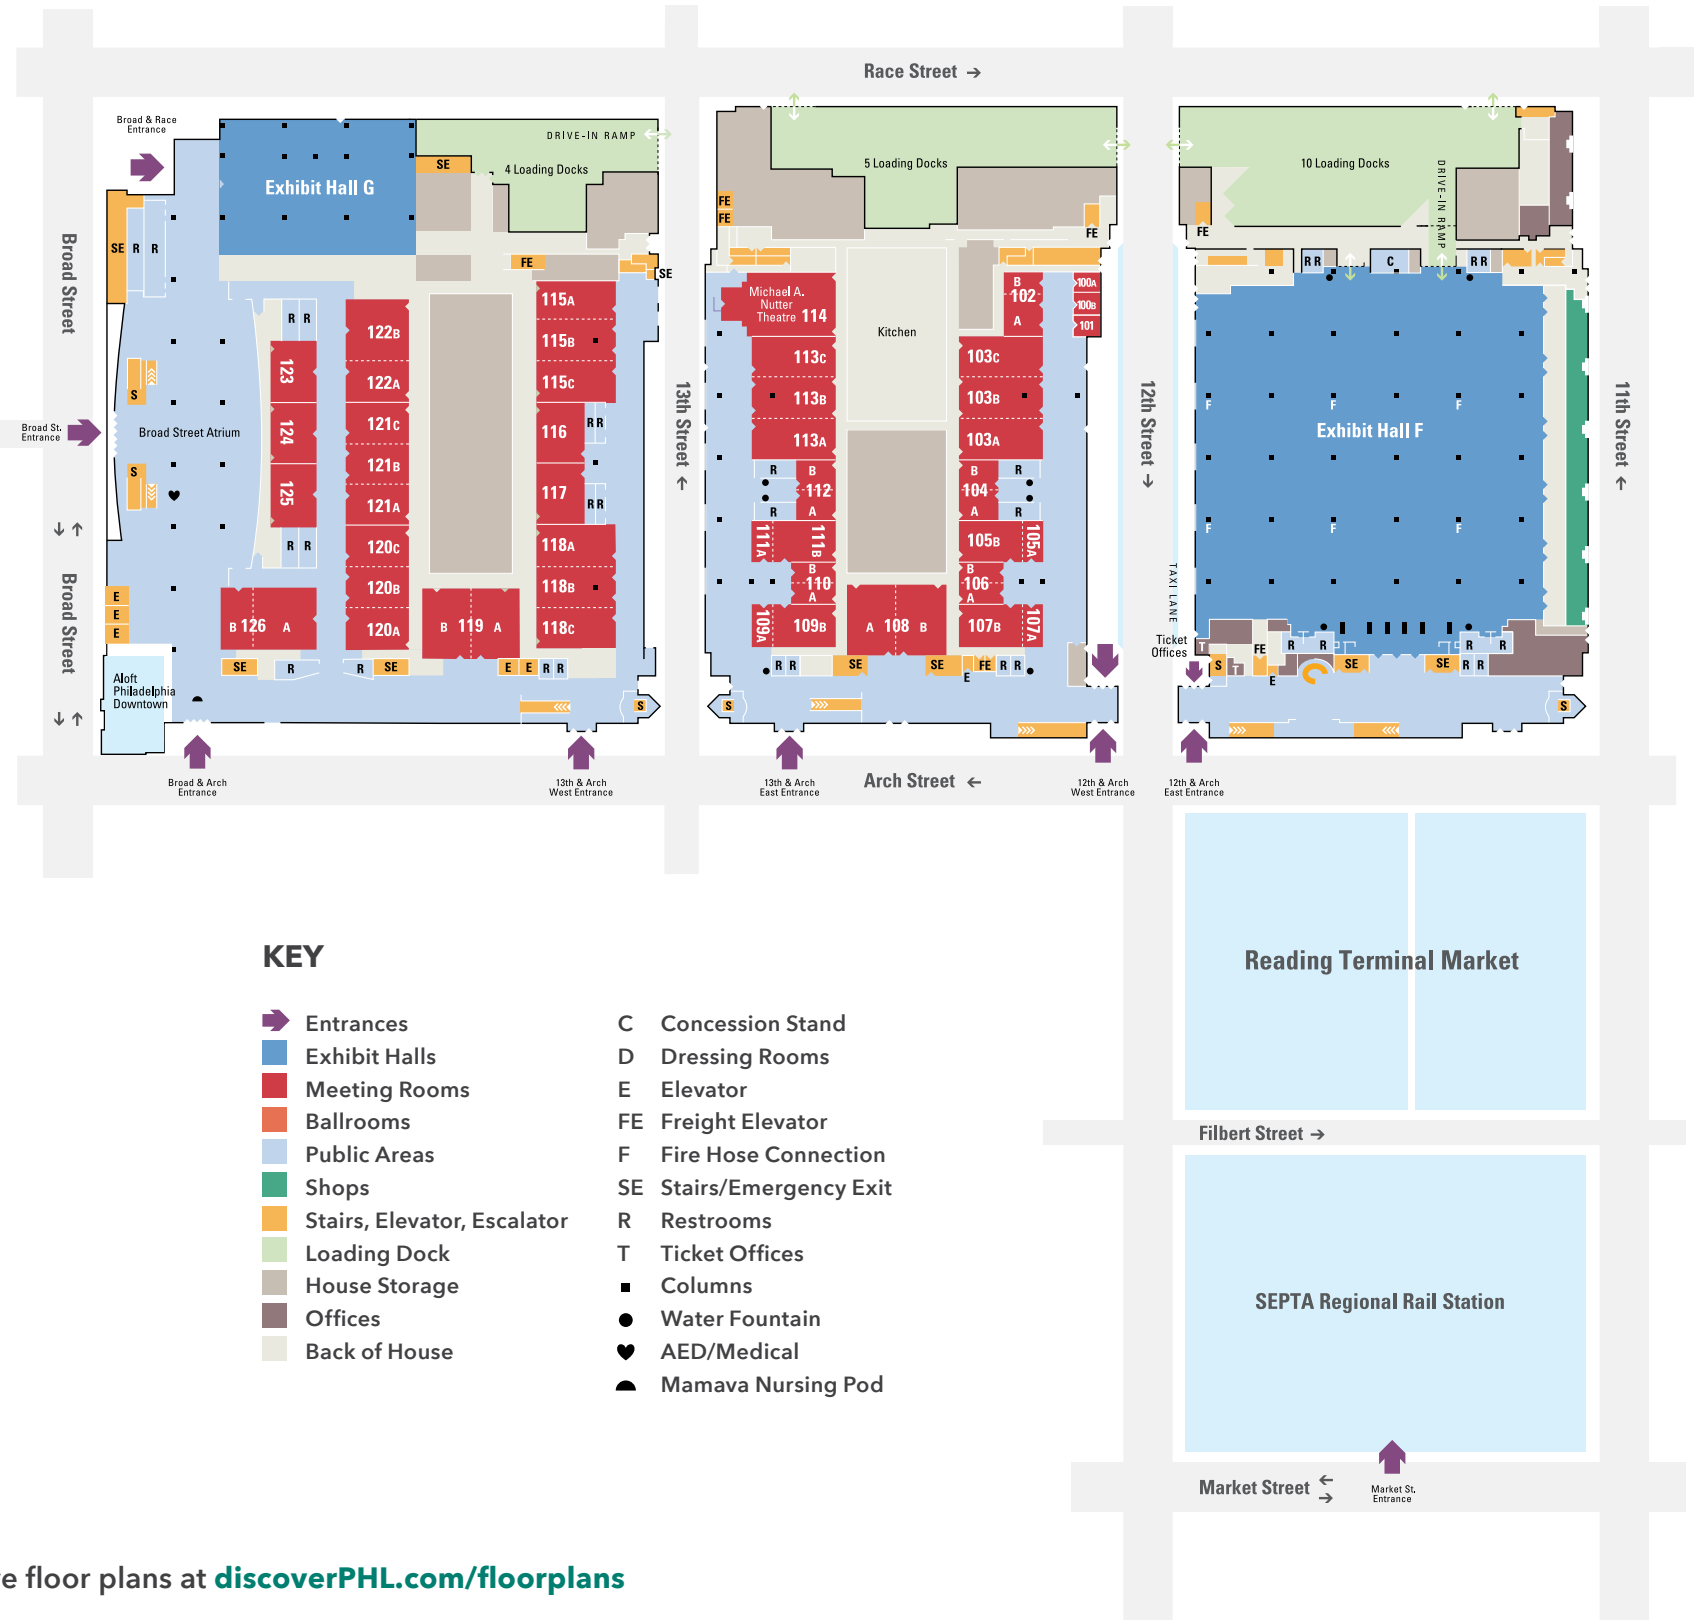 Race Street →
Broad & Race
Entrance
DRIVE-IN RAMP
4 Loading Docks
SE
Exhibit Hall G
5 Loading Docks
10 Loading Docks
DRIVE-IN RAMP
FE
FE
FE
FE
SE
R
R
Broad Street
FE
SE
R R
C
R R
115A
115B
115C
122B
122A
R R
123
124
125
R R
121C
121B
121A
116
R R
117
R R
118A
118B
118C
120C
120B
120A
Michael A.
Nutter
Theatre 114
Kitchen
B
102
A
100A
100B
101
113C
113B
113A
103C
103B
103A
R
B
112
R
A
B
104
A
R
R
111A
111B
105B
105A
B
110
A
B
106
A
109A
109B
A 108 B
107B
107A
13th Street ←
12th Street →
11th Street ←
F
F
F
Exhibit Hall F
F
F
F
S
Broad St.
Entrance
Broad Street Atrium
S
↓ ↑
Broad Street
E
E
E
B 126 A
B 119 A
SE
R
R
SE
E
E
R R
R R
SE
SE
FE
R R
E
TAXI LANE
Ticket
Offices
T
S
T
FE
E
R
R
SE
SE
R
R
R R
Aloft
Philadelphia
Downtown
↓ ↑
S
S
S
Broad & Arch
Entrance
13th & Arch
West Entrance
13th & Arch
East Entrance
Arch Street ←
12th & Arch
West Entrance
12th & Arch
East Entrance
Reading Terminal Market
Filbert Street →
SEPTA Regional Rail Station
Market Street ← →
Market St.
Entrance
KEY
Entrances
Exhibit Halls
Meeting Rooms
Ballrooms
Public Areas
Shops
Stairs, Elevator, Escalator
Loading Dock
House Storage
Offices
Back of House
C Concession Stand
D Dressing Rooms
E Elevator
FE Freight Elevator
F Fire Hose Connection
SE Stairs/Emergency Exit
R Restrooms
T Ticket Offices
Columns
Water Fountain
AED/Medical
Mamava Nursing Pod
e floor plans at discoverPHL.com/floorplans